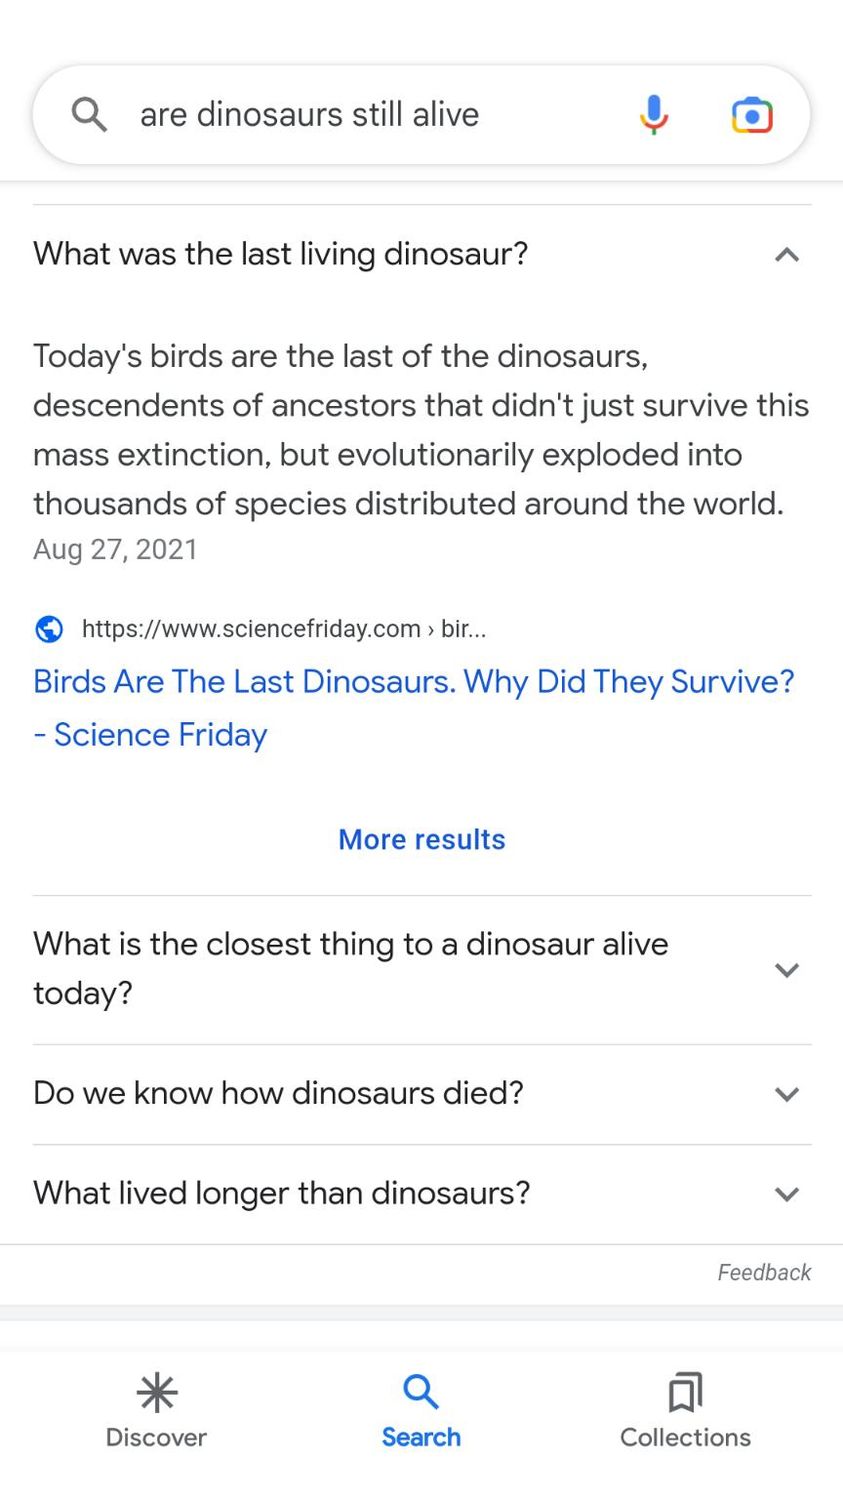 are dinosaurs still alive
What was the last living dinosaur?
Today's birds are the last of the dinosaurs,
descendents of ancestors that didn't just survive this
mass extinction, but evolutionarily exploded into
thousands of species distributed around the world.
Aug 27, 2021
https://www.sciencefriday.com › bir...
Birds Are The Last Dinosaurs. Why Did They Survive?
- Science Friday
More results
What is the closest thing to a dinosaur alive
today?
Do we know how dinosaurs died?
What lived longer than dinosaurs?
Feedback
Discover
Search
Collections